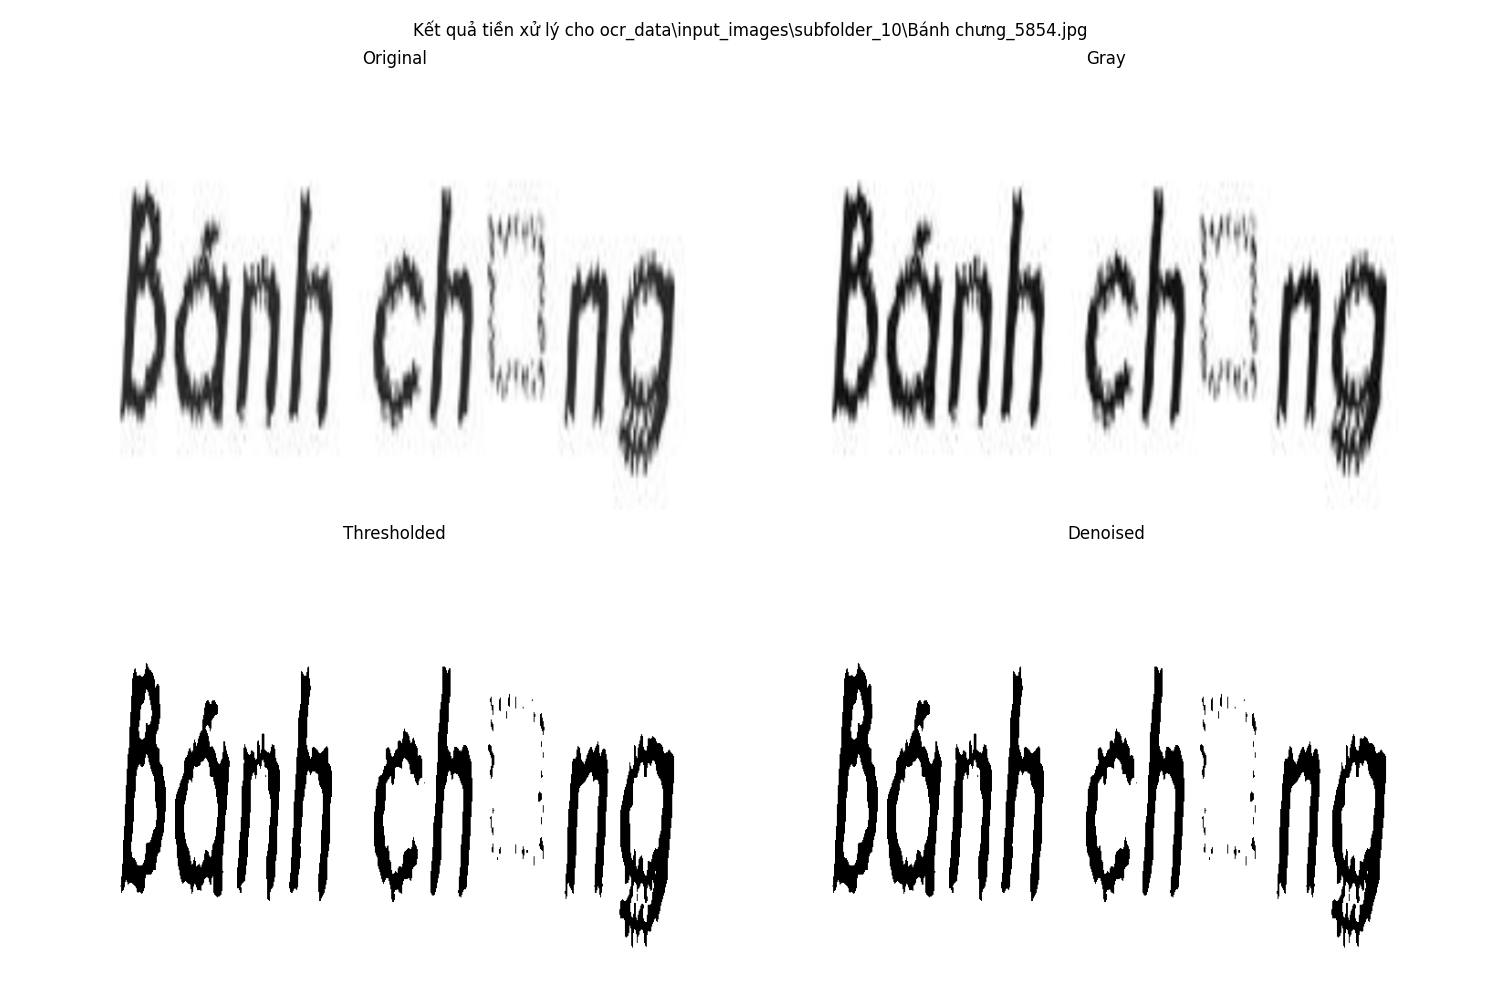 Kết quả tiền xử lý cho ocr_data\input_images\subfolder_10\Bánh chưng_5854.jpg
Original
Gray
Bánh ch□ng
Bánh ch□ng
Thresholded
Denoised
Bánh ch□ng
Bánh ch□ng